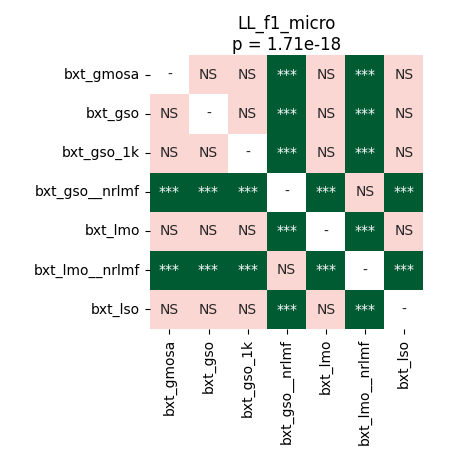 LL_f1_micro
p = 1.71e-18
bxt_gmosa - NS NS *** NS *** NS
bxt_gso NS - NS *** NS *** NS
bxt_gso_1k NS NS - *** NS *** NS
bxt_gso__nrlmf *** *** *** - *** NS ***
bxt_lmo NS NS NS *** - *** NS
bxt_lmo__nrlmf *** *** *** NS *** - ***
bxt_lso NS NS NS *** NS *** -
bxt_gmosa
bxt_gso
bxt_gso_1k
bxt_gso__nrlmf
bxt_lmo
bxt_lmo__nrlmf
bxt_lso